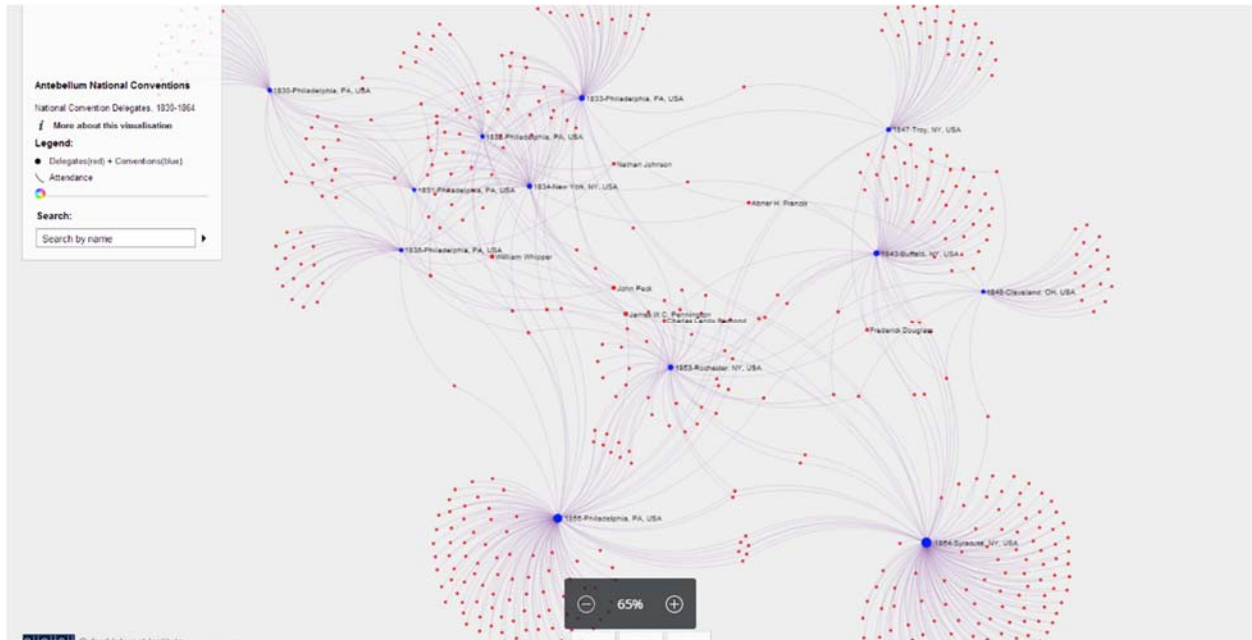 Antebellum National Conventions
National Convention Delegates, 1830-1864
i More about this visualisation
Legend:
Delegates(red) + Conventions(blue)
Attendance
Search:
Search by name
1830-Philadelphia, PA, USA
1833-Philadelphia, PA, USA
1847-Troy, NY, USA
-Philadelphia, PA, USA
Nathan Johnson
1831-Philadelphia, PA, USA
1834-New York, NY, USA
Abner H. Francis
-Philadelphia, PA, USA
William Whipper
1843-Buffalo, NY, USA
John Peck
1848-Cleveland, OH, USA
James W.C. Pennington
Charles Lenox Remond
Frederick Douglass
1853-Rochester, NY, USA
-Philadelphia, PA, USA
1864-Syracuse, NY, USA
65%